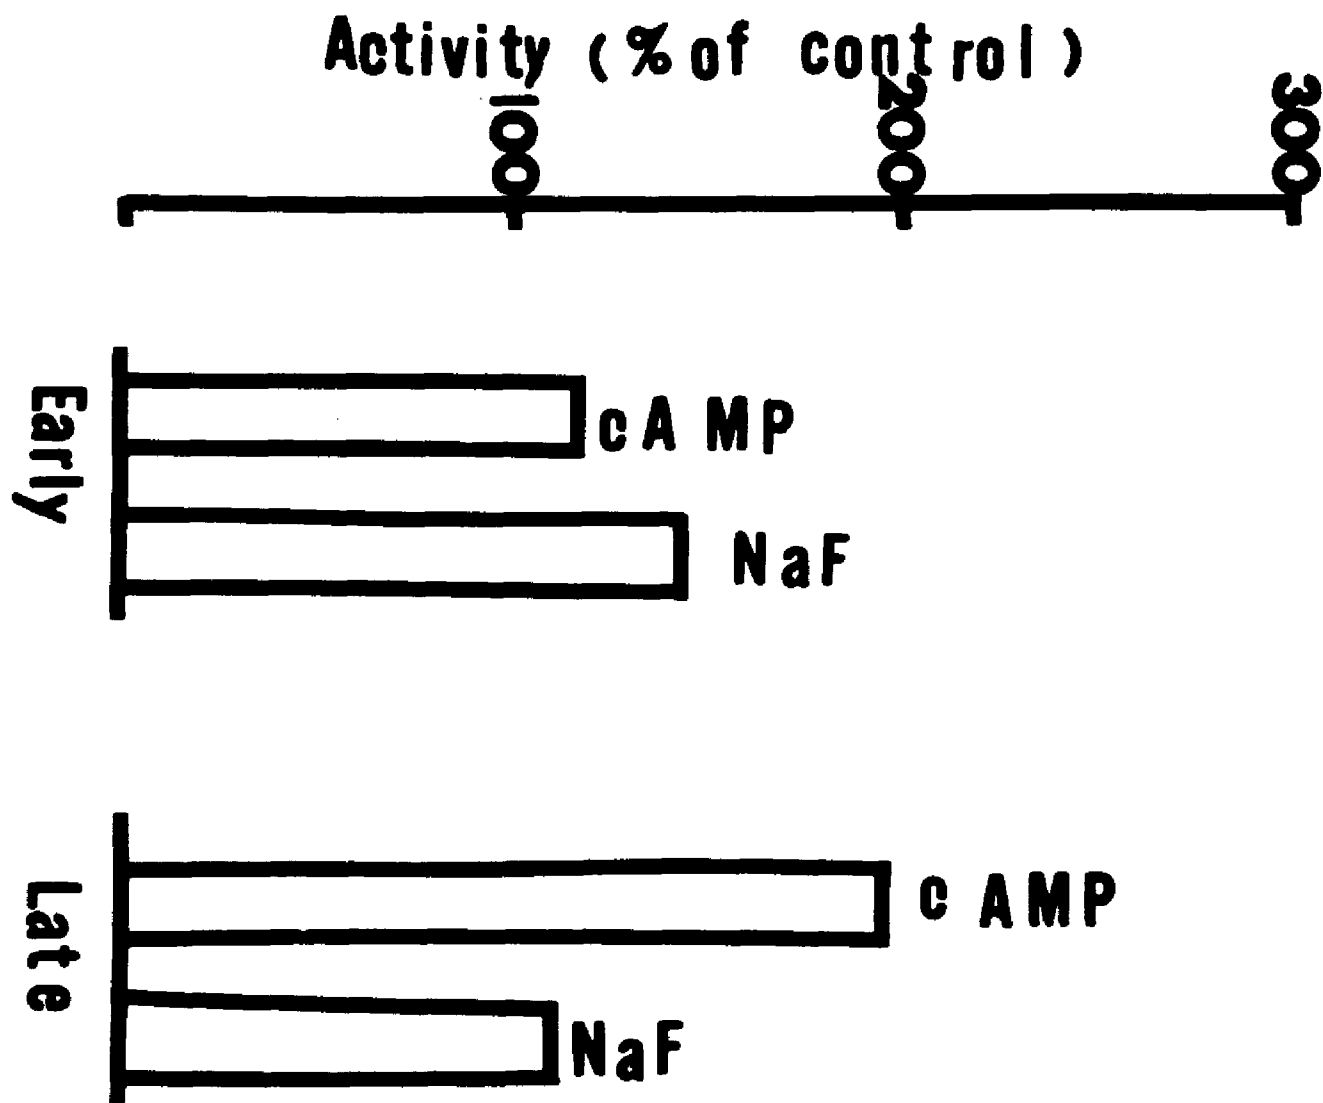 Activity (% of control)
100
200
300
Early
cAMP
NaF
Late
cAMP
NaF